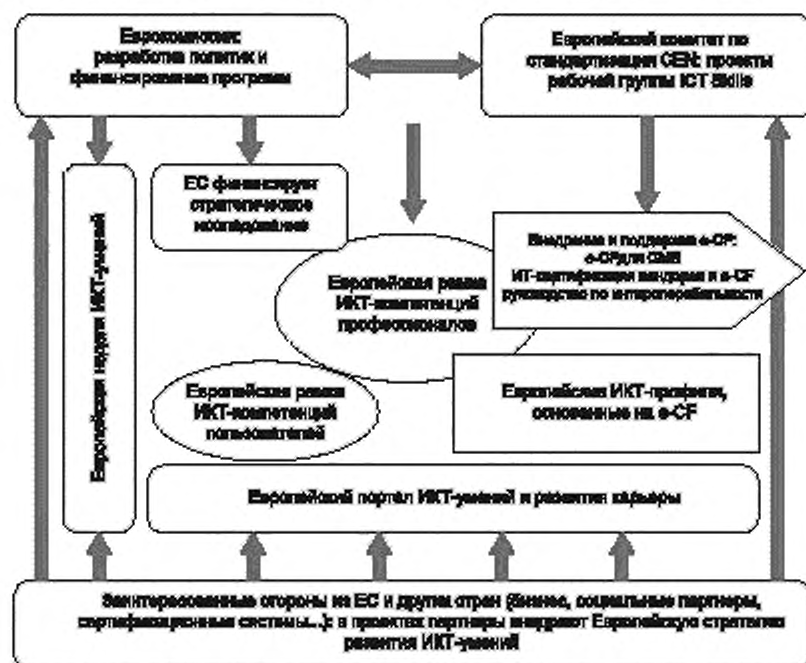 Еврокомиссия:
разработка политик и
финансирование программ
Европейский комитет по
стандартизации CEN: проекты
рабочей группы ICT Skills
ЕС финансирует
стратегическое
исследование
Европейская неделя ИКТ-умений
Внедрение и поддержка e-CF:
e-CF для СМЕ
ИТ-сертификация вендоров и e-CF
руководство по интероперабельности
Европейская рамка
ИКТ-компетенций
профессионалов
Европейская рамка
ИКТ-компетенций
пользователей
Европейские ИКТ-профили,
основанные на e-CF
Европейский портал ИКТ-умений и развития карьеры
Заинтересованные стороны из ЕС и других стран (бизнес, социальные партнеры,
сертификационные системы...): в проектах партнеры внедряют Европейскую стратегию
развития ИКТ-умений